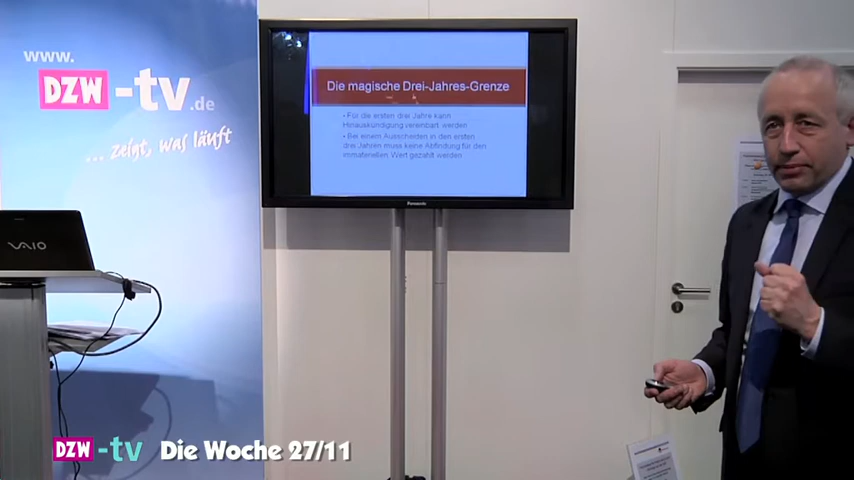 www.
DZW-tv.de
... zeigt, was läuft
Die magische Drei-Jahres-Grenze
• Für die ersten drei Jahre kann
Hinauskündigung vereinbart werden
• Bei einem Ausscheiden in den ersten
drei Jahren muss keine Abfindung für den
immateriellen Wert gezahlt werden
Panasonic
VAIO
DZW-tv Die Woche 27/11